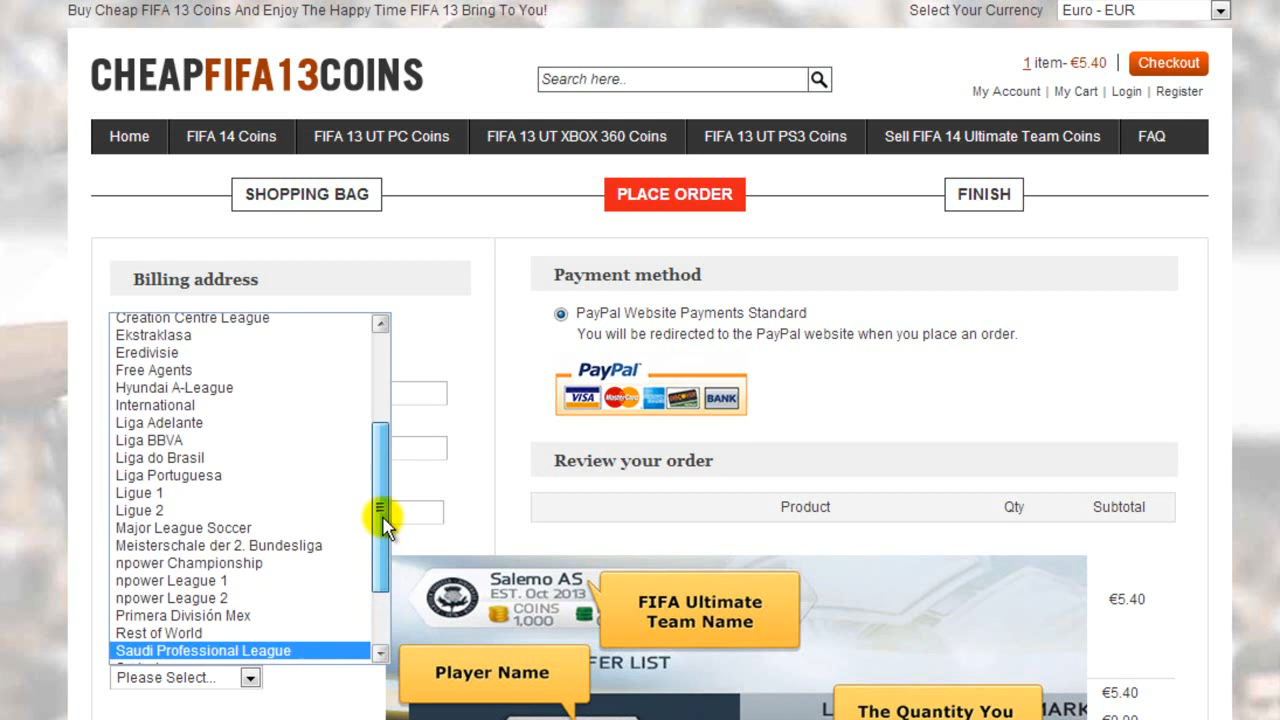 Buy Cheap FIFA 13 Coins And Enjoy The Happy Time FIFA 13 Bring To You!
Select Your Currency Euro - EUR
CHEAPFIFA13COINS
Search here..
1 item- €5.40 | Checkout
My Account | My Cart | Login | Register
Home FIFA 14 Coins FIFA 13 UT PC Coins FIFA 13 UT XBOX 360 Coins FIFA 13 UT PS3 Coins Sell FIFA 14 Ultimate Team Coins FAQ
SHOPPING BAG PLACE ORDER FINISH
Billing address
Creation Centre League
Ekstraklasa
Eredivisie
Free Agents
Hyundai A-League
International
Liga Adelante
Liga BBVA
Liga do Brasil
Liga Portuguesa
Ligue 1
Ligue 2
Major League Soccer
Meisterschale der 2. Bundesliga
npower Championship
npower League 1
npower League 2
Primera División Mex
Rest of World
Saudi Professional League
Please Select...
Payment method
PayPal Website Payments Standard
You will be redirected to the PayPal website when you place an order.
PayPal
VISA MasterCard DISCOVER BANK
Review your order
Product Qty Subtotal
Salemo AS
EST. Oct 2013
COINS
1,000
FIFA Ultimate
Team Name
€5.40
FER LIST
Player Name
€5.40
The Quantity You
MARK